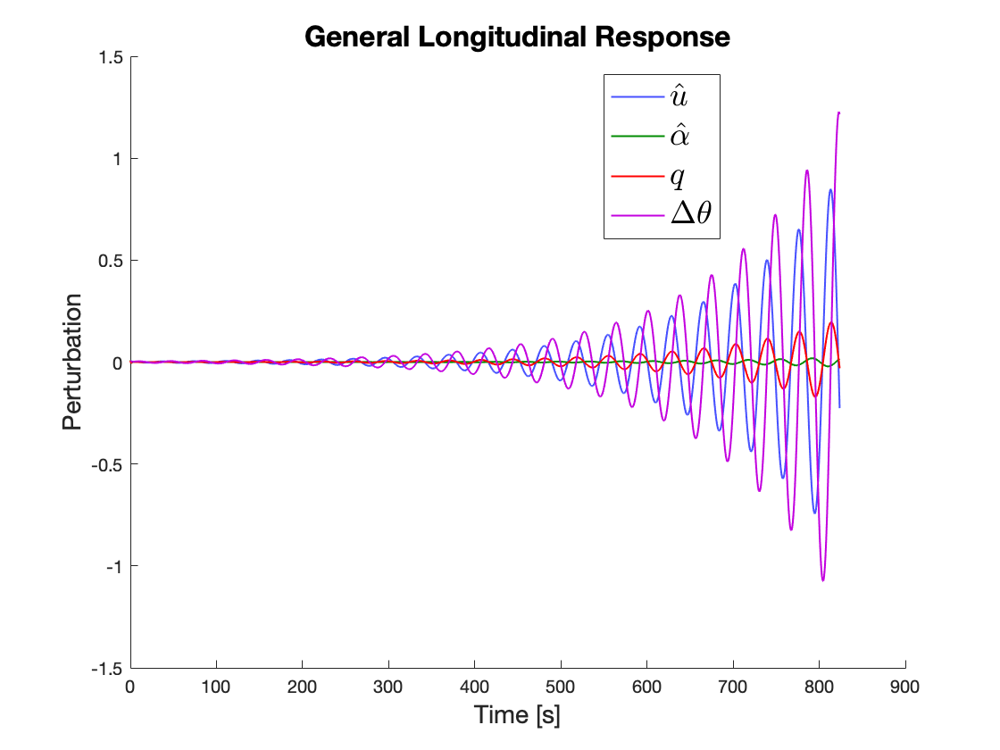 General Longitudinal Response
1.5
1
0.5
0
-0.5
-1
-1.5
Perturbation
û
α̂
q
Δθ
0 100 200 300 400 500 600 700 800 900
Time [s]